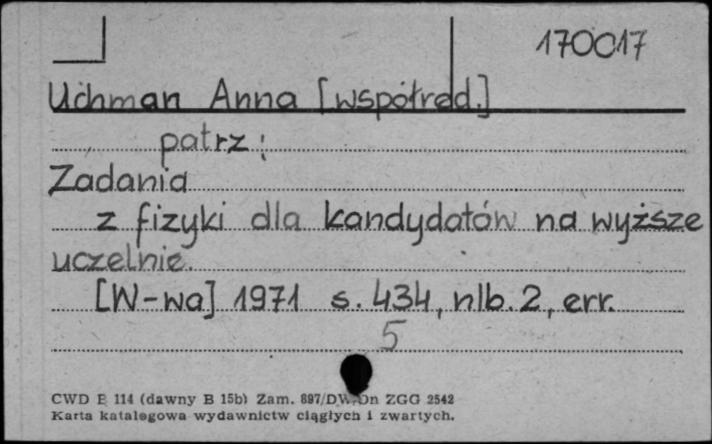 170017
Uchman Anna [współred.]
patrz:
Zadania
z fizyki dla kandydatów na wyższe
uczelnie.
[W-wa] 1971 s. 434, nlb. 2, err.
5
CWD E 114 (dawny B 15b) Zam. 897/DW/Dn ZGG 2542
Karta katalogowa wydawnictw ciągłych i zwartych.